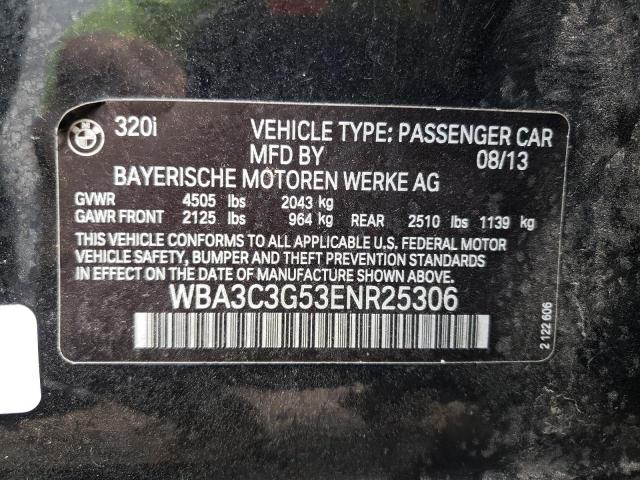 BMW 320i VEHICLE TYPE: PASSENGER CAR
MFD BY 08/13
BAYERISCHE MOTOREN WERKE AG
GVWR 4505 lbs 2043 kg
GAWR FRONT 2125 lbs 964 kg REAR 2510 lbs 1139 kg
THIS VEHICLE CONFORMS TO ALL APPLICABLE U.S. FEDERAL MOTOR
VEHICLE SAFETY, BUMPER AND THEFT PREVENTION STANDARDS
IN EFFECT ON THE DATE OF MANUFACTURE SHOWN ABOVE.
WBA3C3G53ENR25306
2 122 606